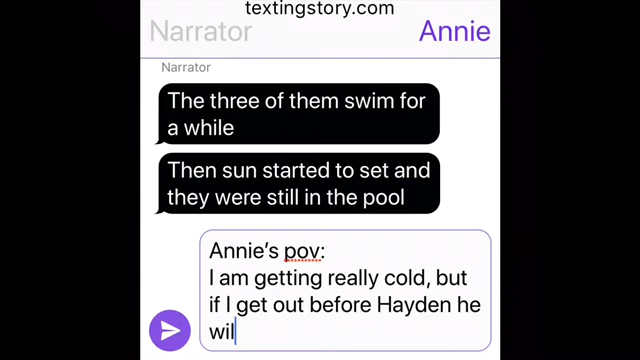 textingstory.com
Narrator Annie
Narrator
The three of them swim for
a while
Then sun started to set and
they were still in the pool
Annie’s pov:
I am getting really cold, but
if I get out before Hayden he
wil